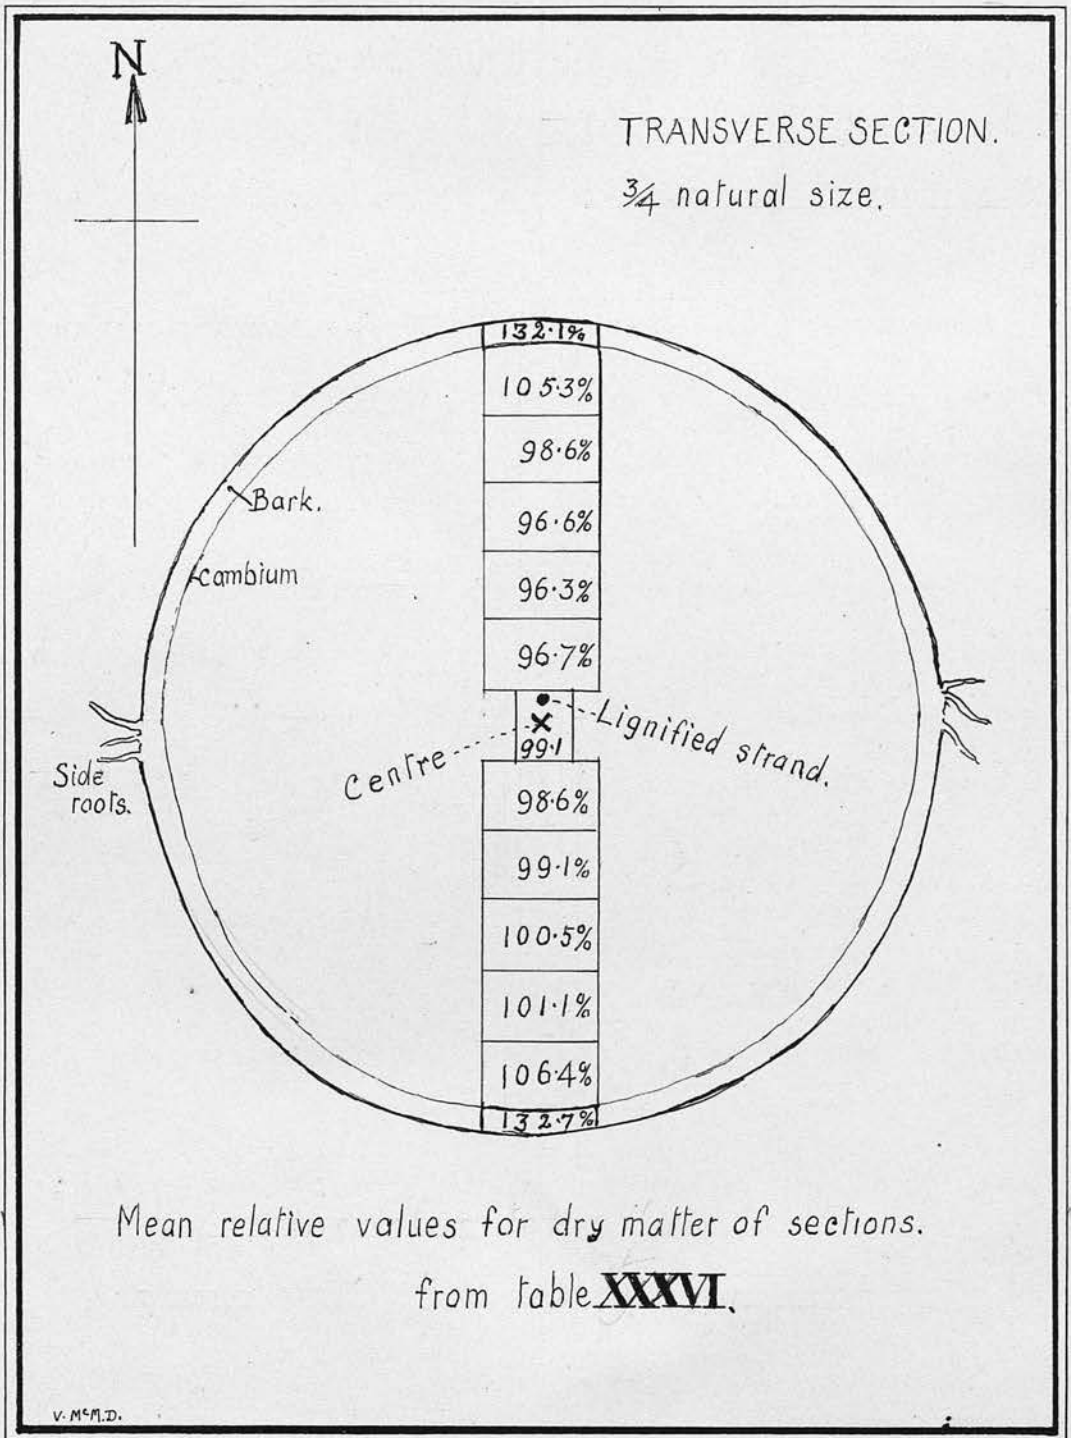 N
TRANSVERSE SECTION.
¾ natural size.
132·1%
105·3%
98·6%
Bark.
96·6%
Cambium
96·3%
96·7%
Lignified strand.
Centre
99·1
Side
roots.
98·6%
99·1%
100·5%
101·1%
106·4%
132·7%
Mean relative values for dry matter of sections.
from table XXXVI.
V. McM.D.